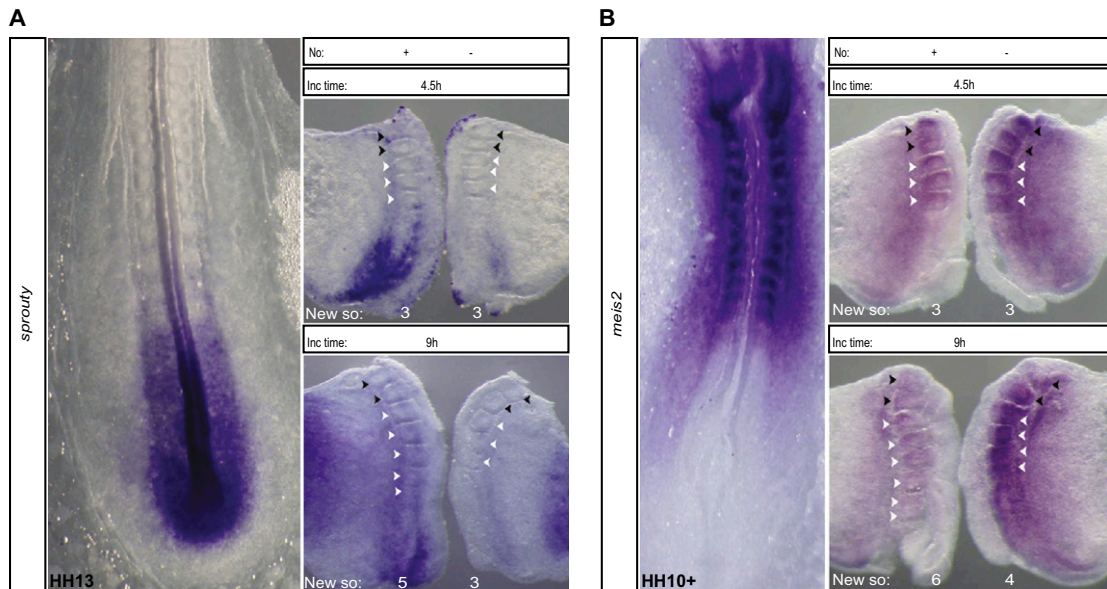 A
sprouty
HH13
No: + -
Inc time: 4.5h
New so: 3 3
Inc time: 9h
New so: 5 3
B
meis2
HH10+
No: + -
Inc time: 4.5h
New so: 3 3
Inc time: 9h
New so: 6 4